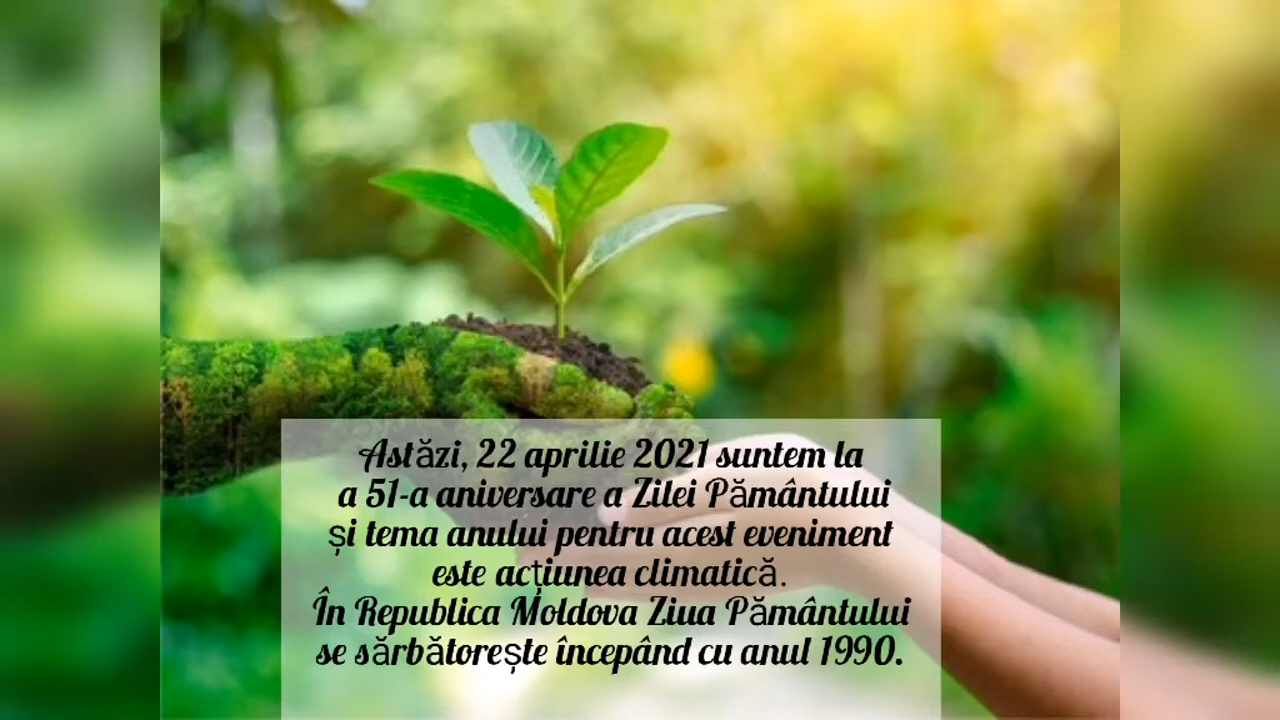 Astăzi, 22 aprilie 2021 suntem la
a 51-a aniversare a Zilei Pământului
și tema anului pentru acest eveniment
este acțiunea climatică.
În Republica Moldova Ziua Pământului
se sărbătorește începând cu anul 1990.